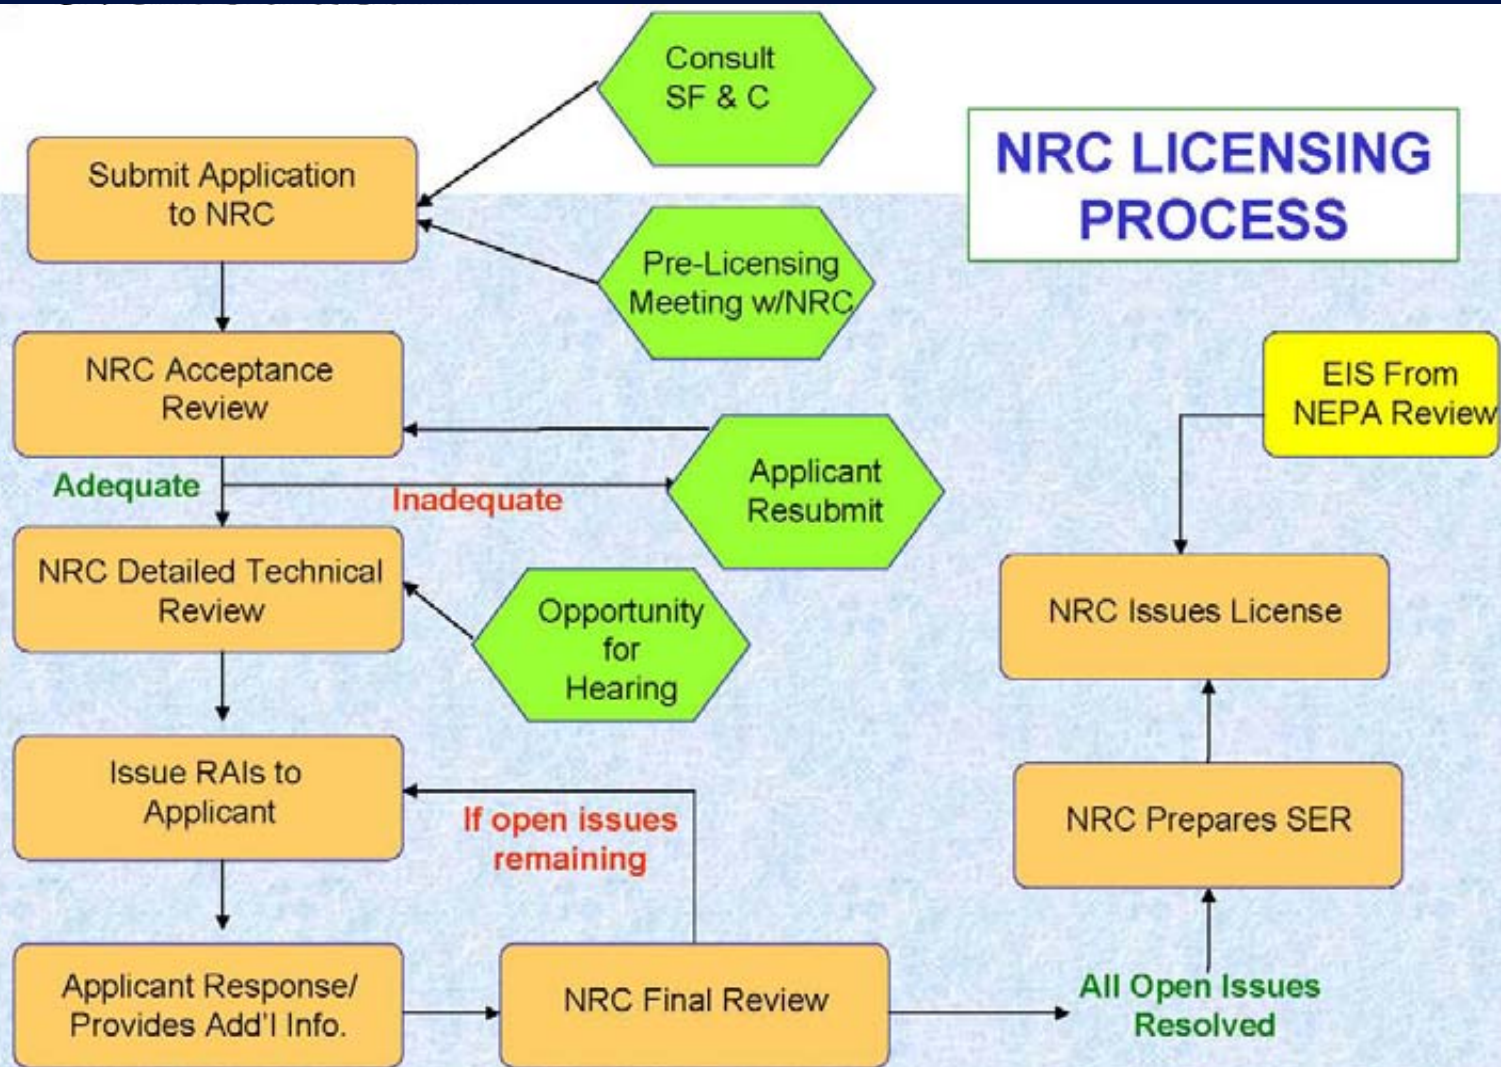 Consult
SF & C
NRC LICENSING
PROCESS
Submit Application
to NRC
Pre-Licensing
Meeting w/NRC
NRC Acceptance
Review
EIS From
NEPA Review
Adequate
Inadequate
Applicant
Resubmit
NRC Detailed Technical
Review
Opportunity
for
Hearing
NRC Issues License
Issue RAIs to
Applicant
If open issues
remaining
NRC Prepares SER
Applicant Response/
Provides Add'l Info.
NRC Final Review
All Open Issues
Resolved